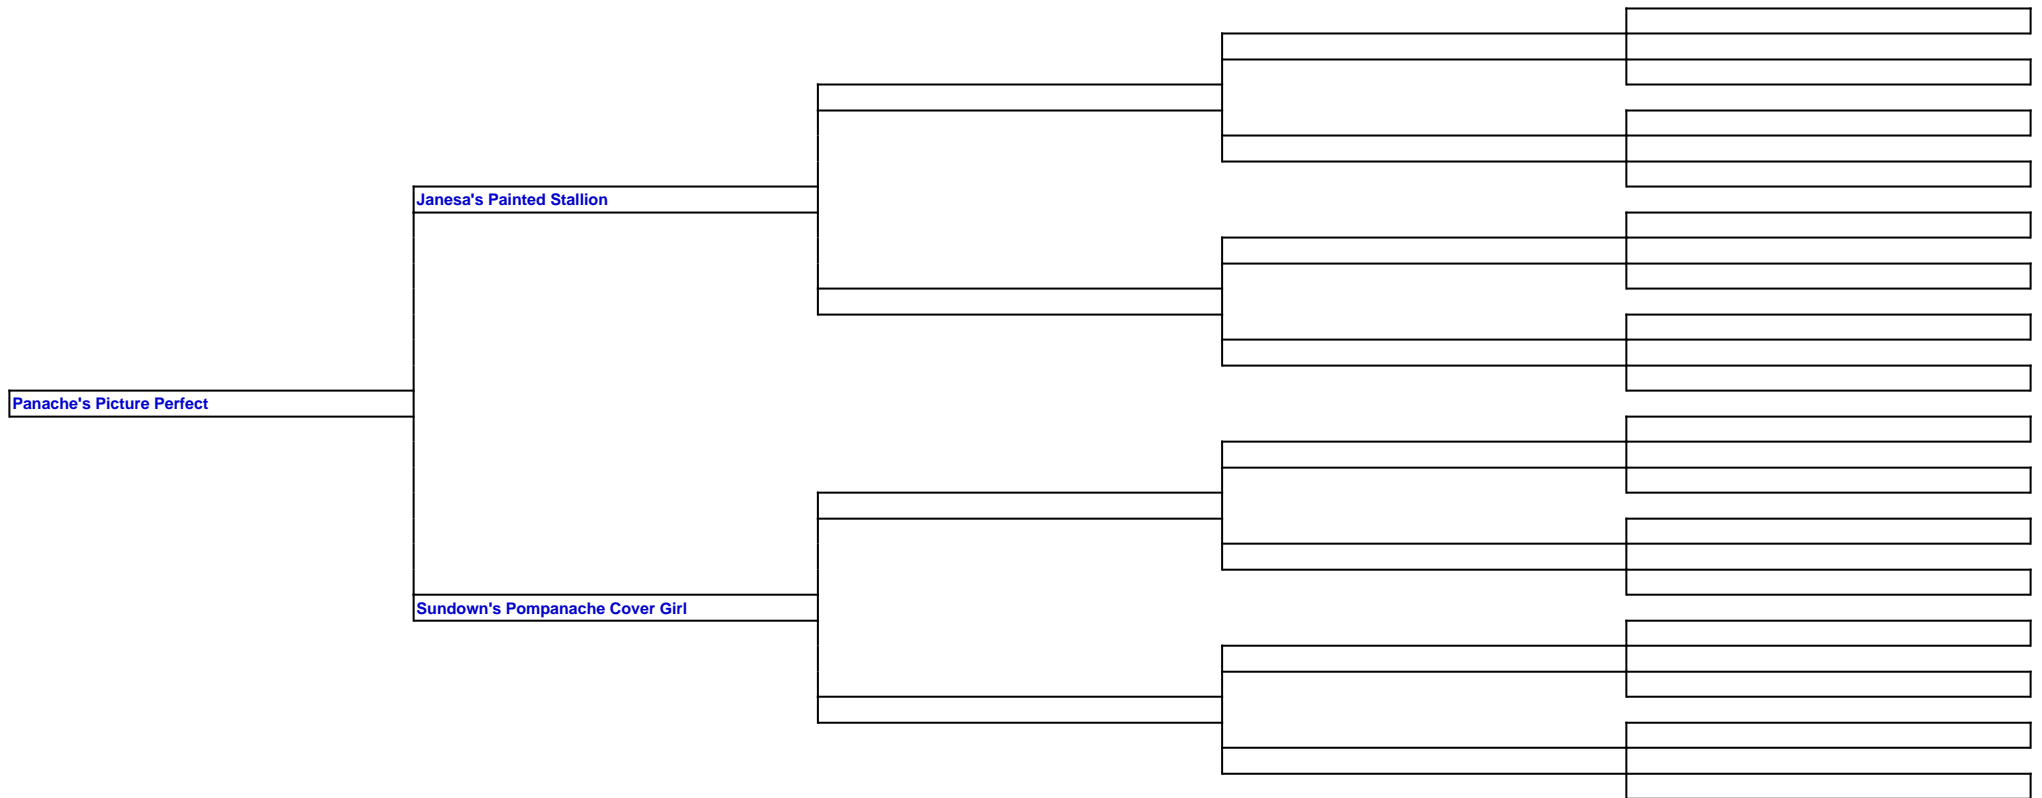 Janesa's Painted Stallion
Panache's Picture Perfect
Sundown's Pompanache Cover Girl